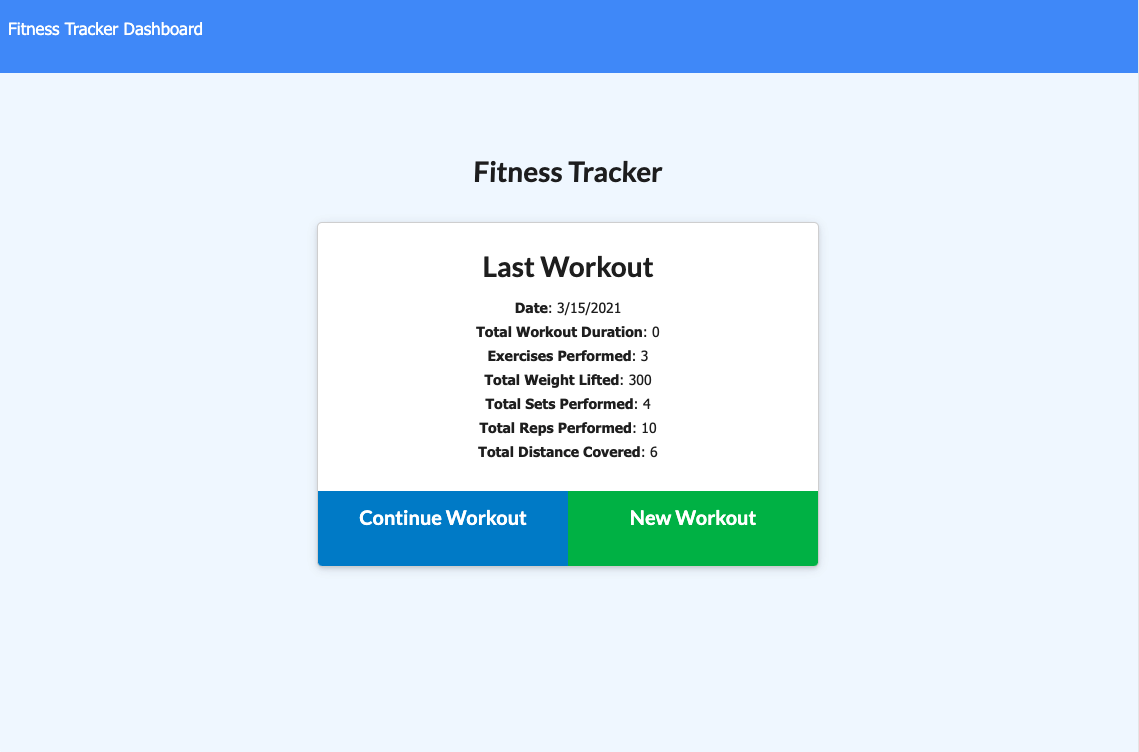 Fitness Tracker Dashboard
Fitness Tracker
Last Workout
Date: 3/15/2021
Total Workout Duration: 0
Exercises Performed: 3
Total Weight Lifted: 300
Total Sets Performed: 4
Total Reps Performed: 10
Total Distance Covered: 6
Continue Workout
New Workout